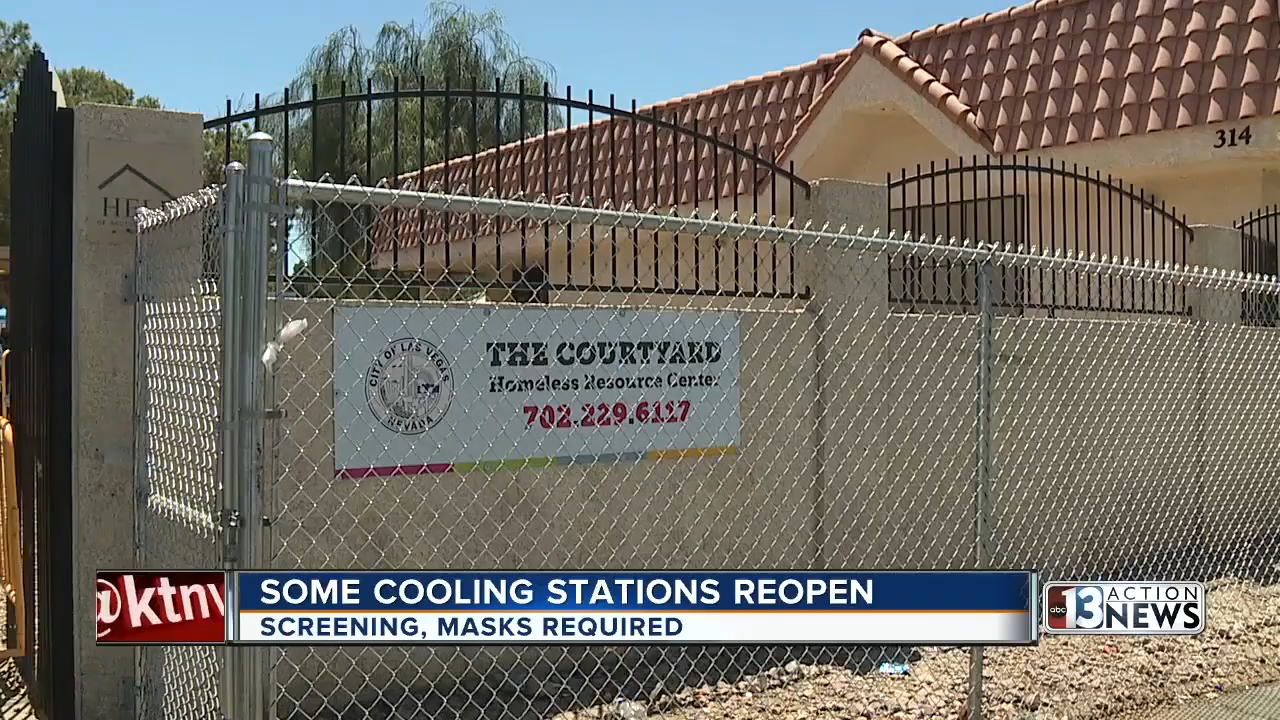 314
CITY OF LAS VEGAS
NEVADA
THE COURTYARD
Homeless Resource Center
702.229.6117
@ktnv
SOME COOLING STATIONS REOPEN
SCREENING, MASKS REQUIRED
abc 13 ACTION NEWS